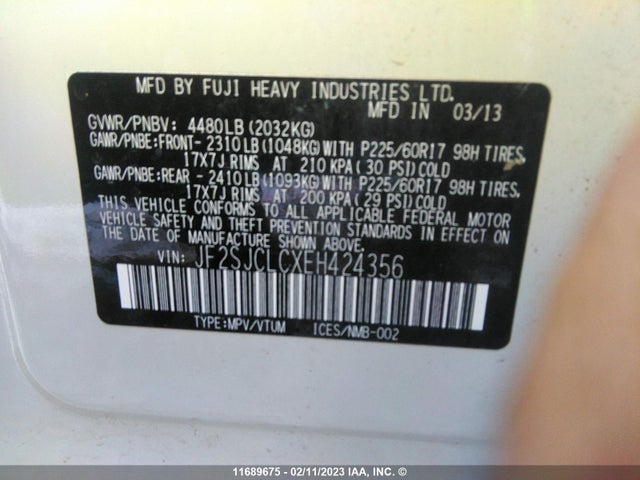 MFD BY FUJI HEAVY INDUSTRIES LTD.
MFD IN 03/13
GVWR/PNBV: 4480LB(2032KG)
GAWR/PNBE:FRONT- 2310LB(1048KG)WITH P225/60R17 98H TIRES,
17X7J RIMS AT 210 KPA(30 PSI)COLD
GAWR/PNBE:REAR - 2410LB(1093KG)WITH P225/60R17 98H TIRES,
17X7J RIMS AT 200 KPA(29 PSI)COLD
THIS VEHICLE CONFORMS TO ALL APPLICABLE FEDERAL MOTOR
VEHICLE SAFETY AND THEFT PREVENTION STANDARDS IN EFFECT ON
THE DATE OF MANUFACTURE SHOWN ABOVE.
VIN: JF2SJCLCXEH424356
TYPE:MPV/VTUM ICES/NMB-002
11689675 - 02/11/2023 IAA, INC. ©